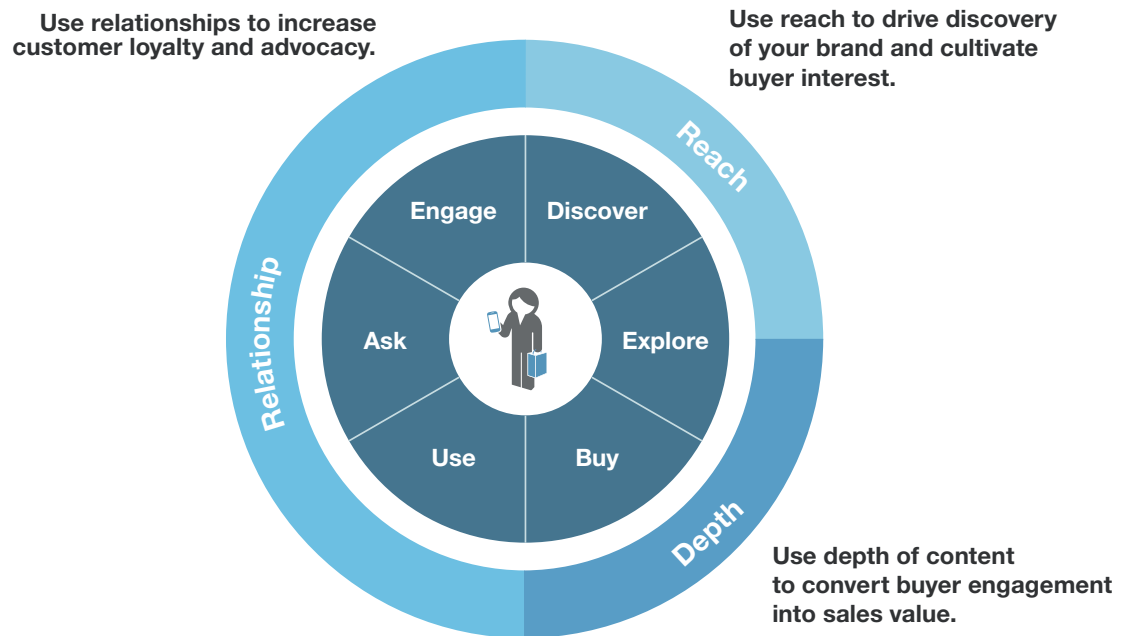 Use relationships to increase
customer loyalty and advocacy.
Use reach to drive discovery
of your brand and cultivate
buyer interest.
Reach
Engage
Discover
Relationship
Ask
Explore
Use
Buy
Depth
Use depth of content
to convert buyer engagement
into sales value.